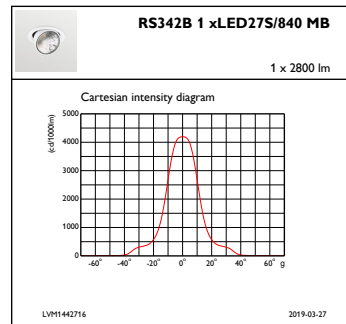 RS342B 1 xLED27S/840 MB
1 x 2800 lm
Cartesian intensity diagram
(cd/1000lm)
5000
4000
3000
2000
1000
0
-60° -40° -20° 0° 20° 40° 60° g
LVM1442716 2019-03-27